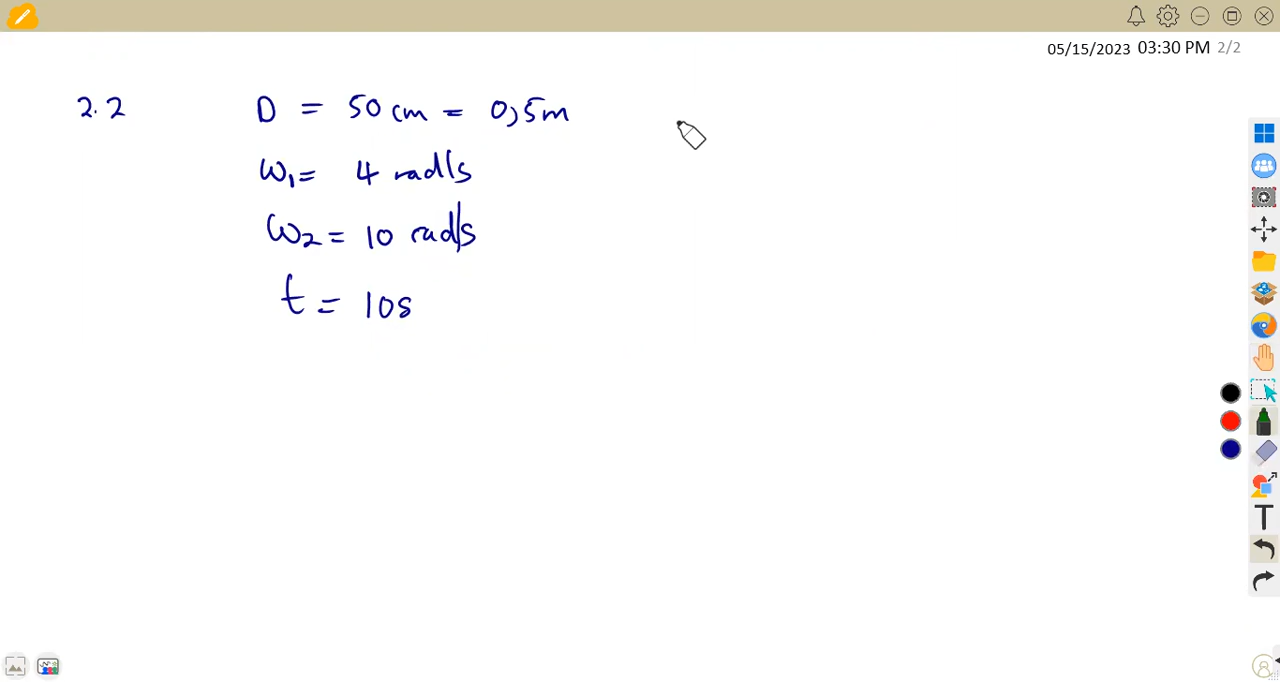 05/15/2023 03:30 PM 2/2
2.2 D = 50 cm = 0,5m
ω₁ = 4 rad/s
ω₂ = 10 rad/s
t = 10s
T